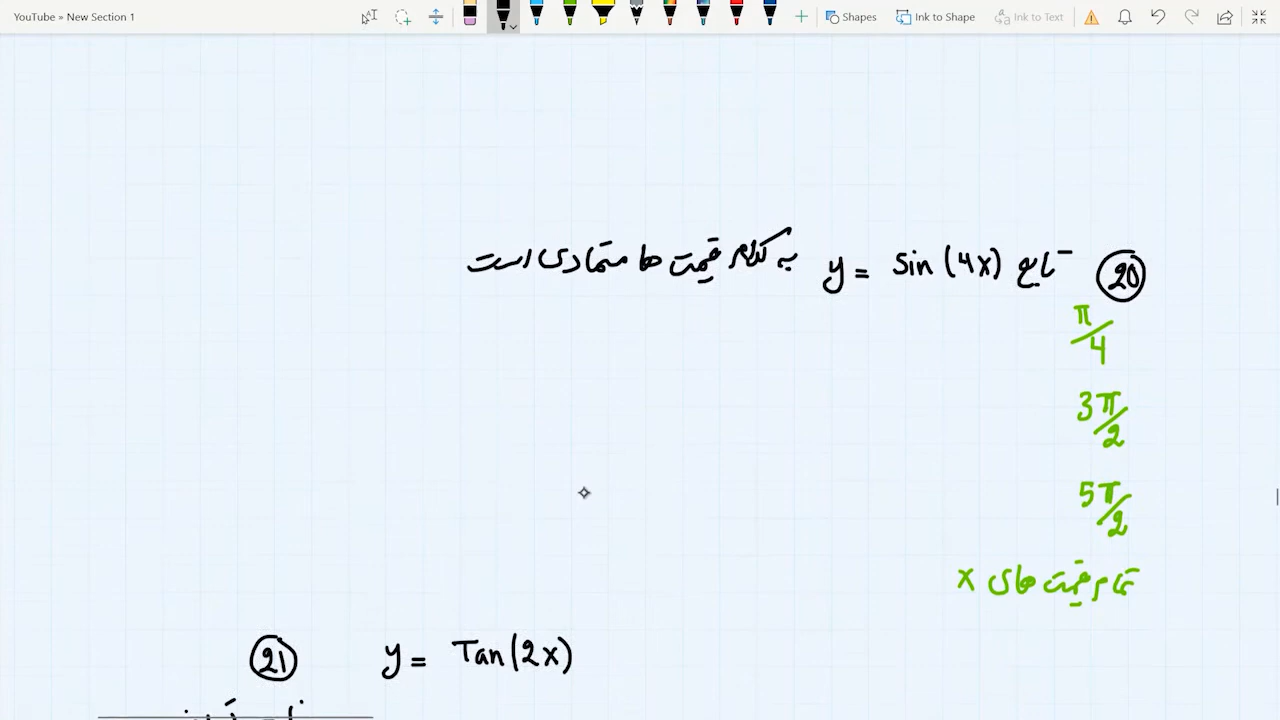 YouTube » New Section 1
Shapes
Ink to Shape
Ink to Text
20 تابع y = sin(4x) به کدام قیمت ها متمادی است
π/4
3π/2
5π/2
تمام قیمت های x
21 y = Tan(2x)